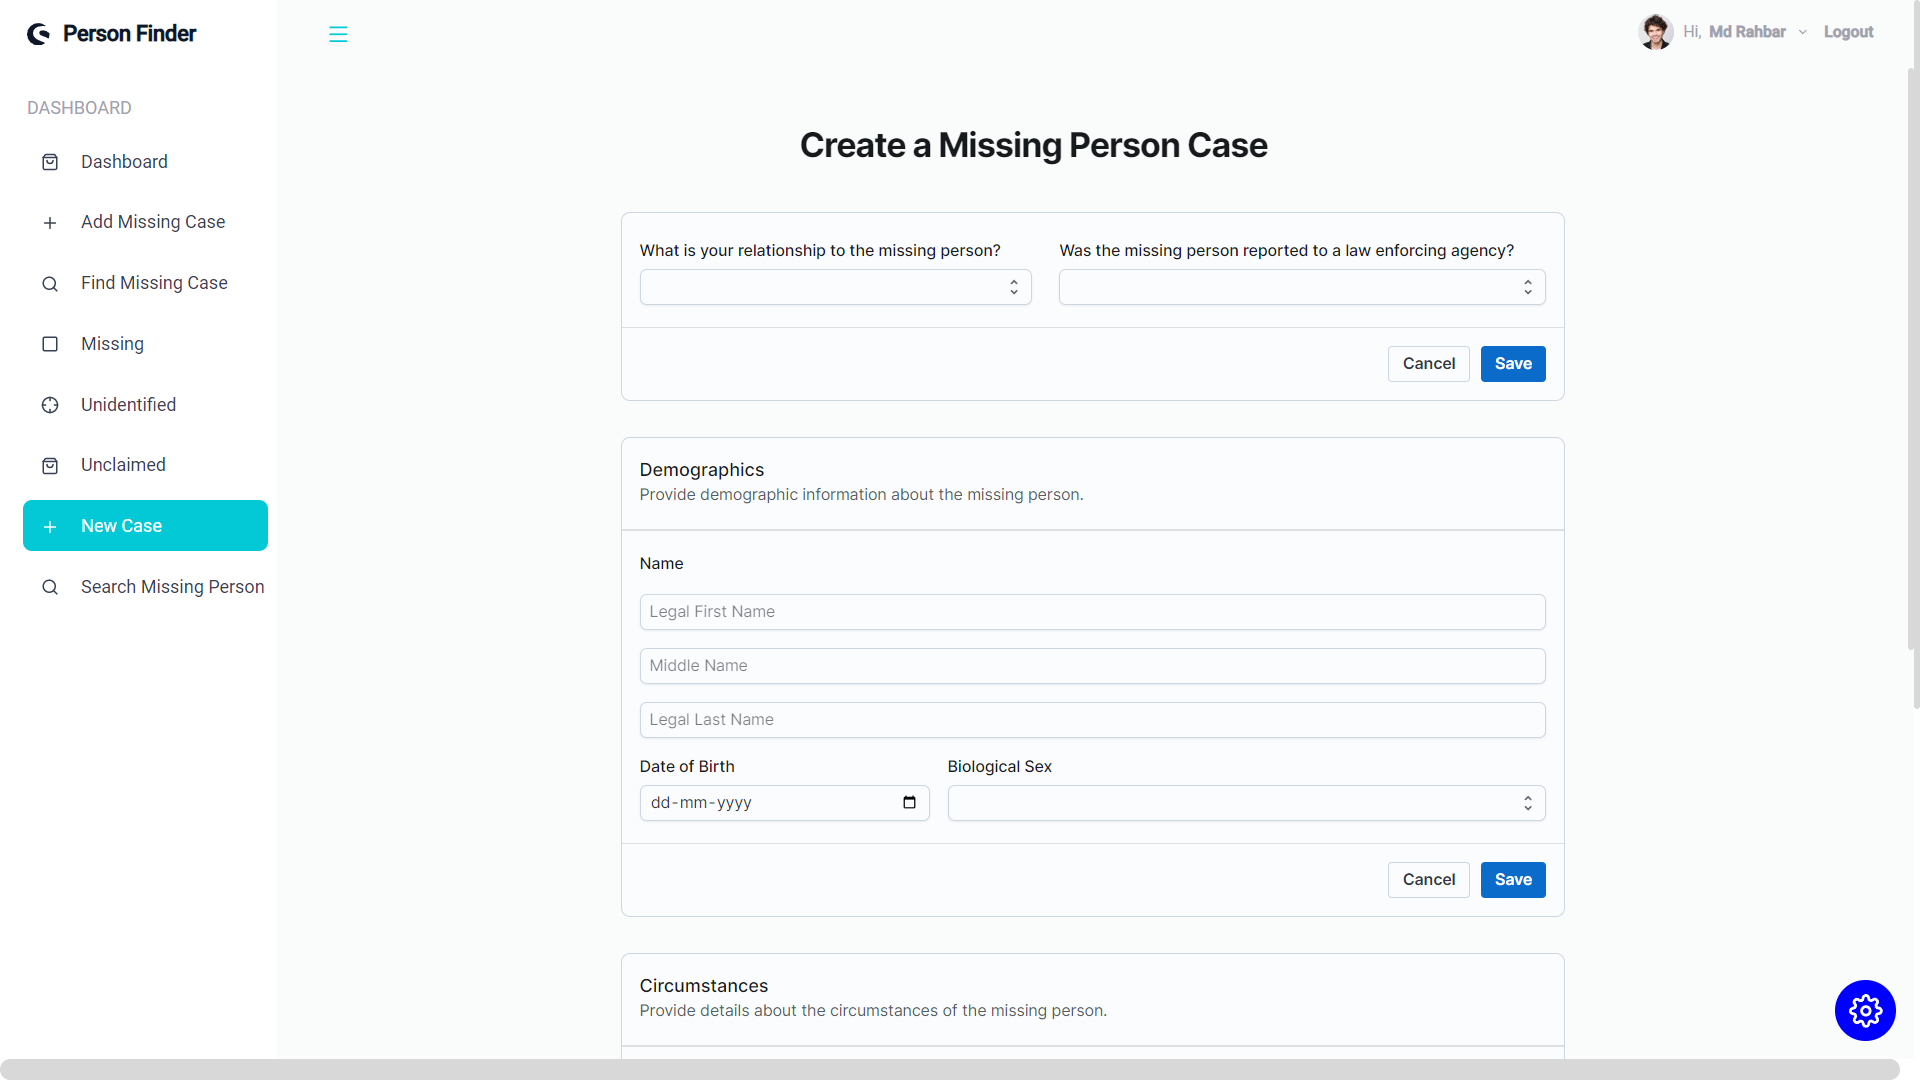 Person Finder
Hi, Md Rahbar
Logout
DASHBOARD
Dashboard
Add Missing Case
Find Missing Case
Missing
Unidentified
Unclaimed
New Case
Search Missing Person
Create a Missing Person Case
What is your relationship to the missing person?
Was the missing person reported to a law enforcing agency?
Cancel
Save
Demographics
Provide demographic information about the missing person.
Name
Legal First Name
Middle Name
Legal Last Name
Date of Birth
Biological Sex
dd-mm-yyyy
Cancel
Save
Circumstances
Provide details about the circumstances of the missing person.